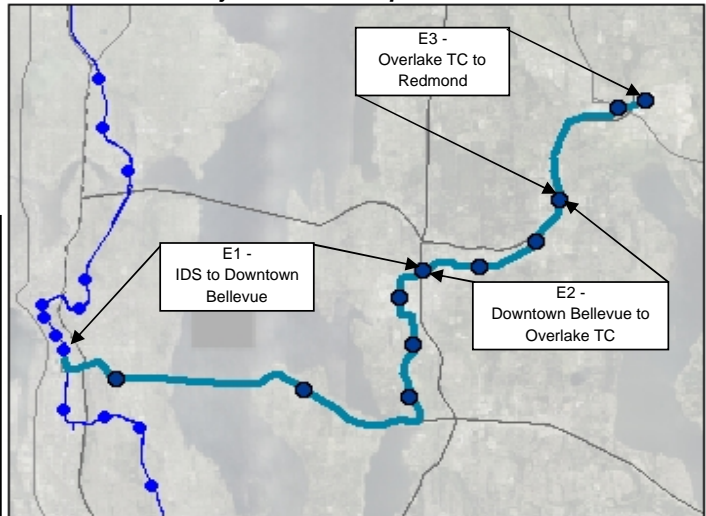 E3 -
Overlake TC to
Redmond
E1 -
IDS to Downtown
Bellevue
E2 -
Downtown Bellevue to
Overlake TC